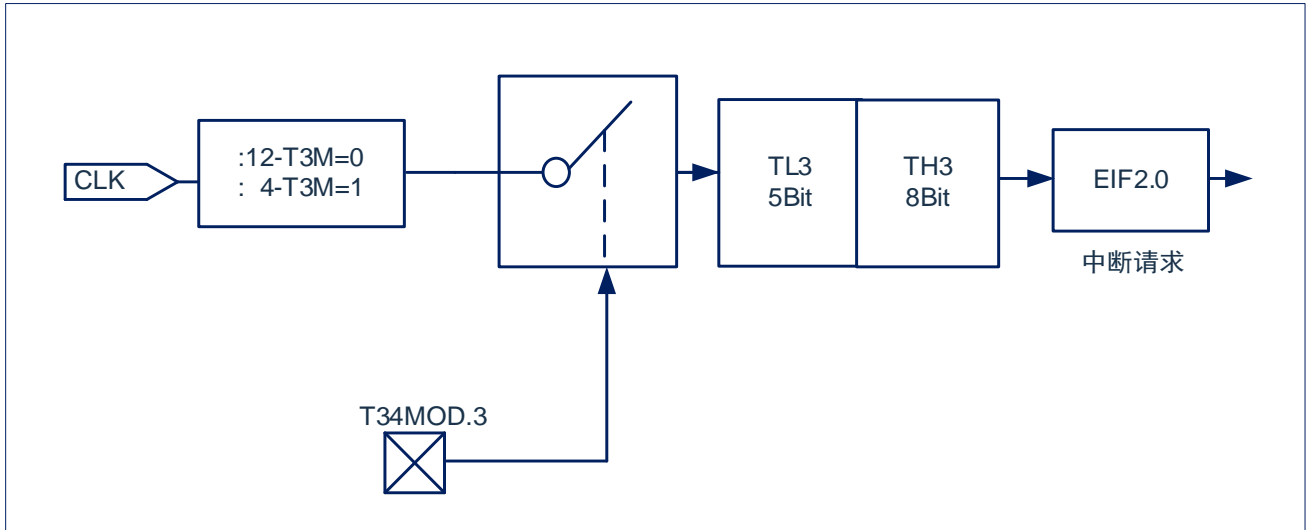 CLK
:12-T3M=0
: 4-T3M=1
TL3
5Bit
TH3
8Bit
EIF2.0
中断请求
T34MOD.3